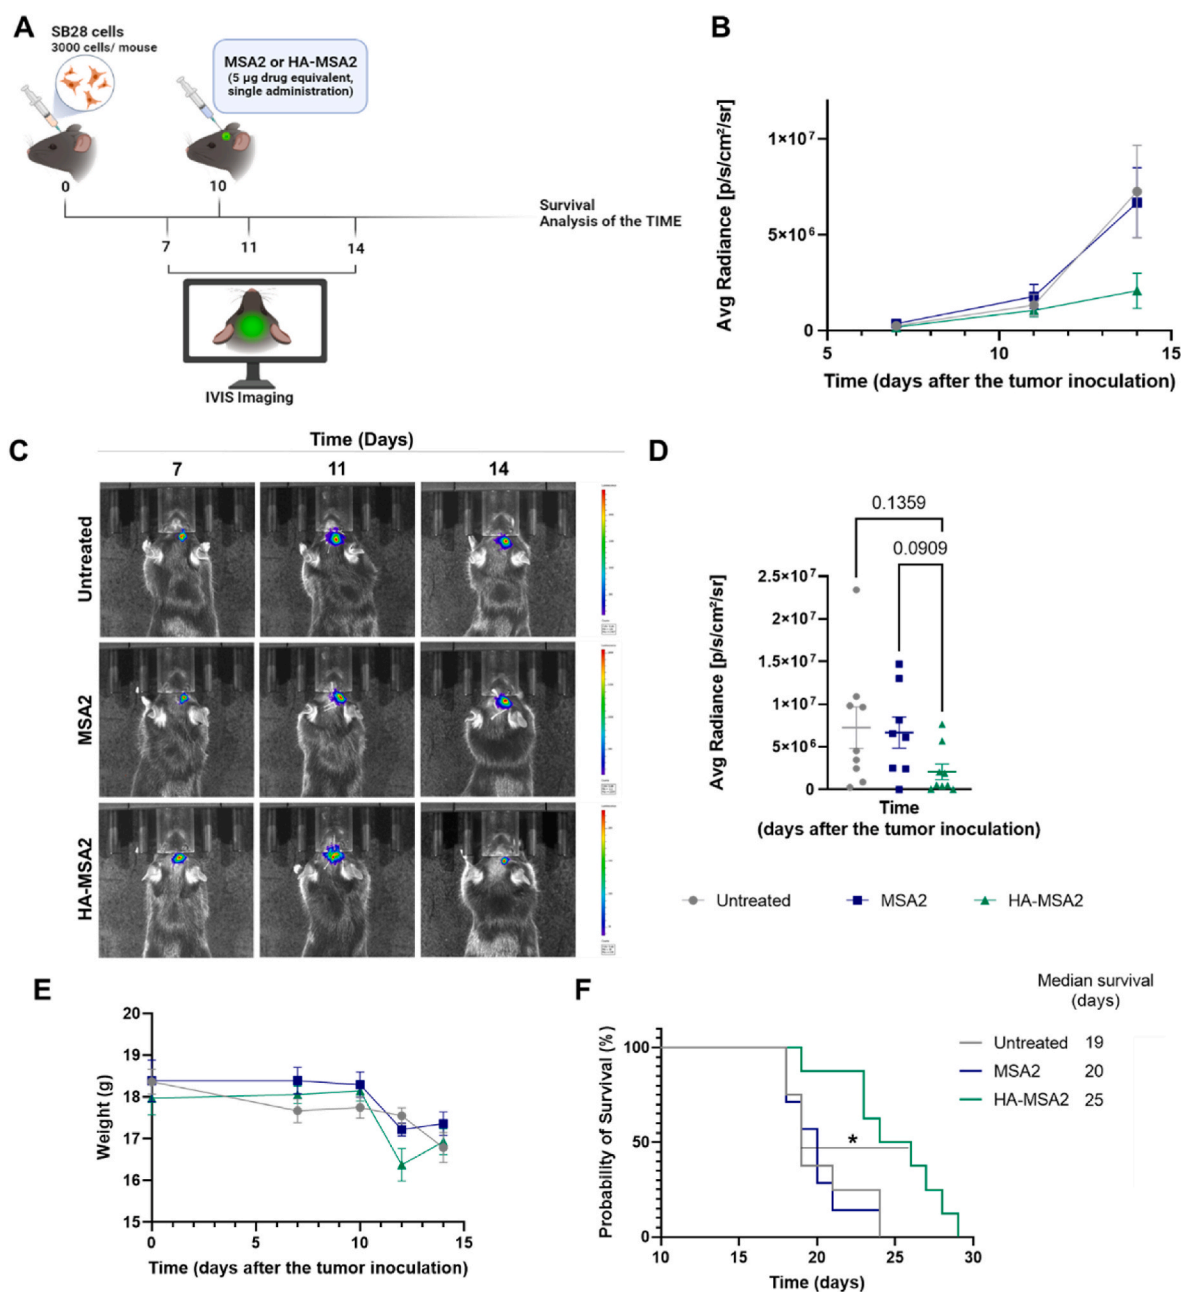 A
SB28 cells
3000 cells/ mouse
MSA2 or HA-MSA2
(5 µg drug equivalent,
single administration)
0
10
Survival
Analysis of the TIME
7
11
14
IVIS Imaging
B
Avg Radiance [p/s/cm²/sr]
1×10⁷
5×10⁶
0
5
10
15
Time (days after the tumor inoculation)
C
Time (Days)
7
11
14
Untreated
MSA2
HA-MSA2
D
0.1359
0.0909
Avg Radiance [p/s/cm²/sr]
2.5×10⁷
2×10⁷
1.5×10⁷
1×10⁷
5×10⁶
0
Time
(days after the tumor inoculation)
Untreated
MSA2
HA-MSA2
E
Weight (g)
20
19
18
17
16
15
0
5
10
15
Time (days after the tumor inoculation)
F
Probability of Survival (%)
100
50
0
10
15
20
25
30
Time (days)
*
Median survival
(days)
Untreated 19
MSA2 20
HA-MSA2 25